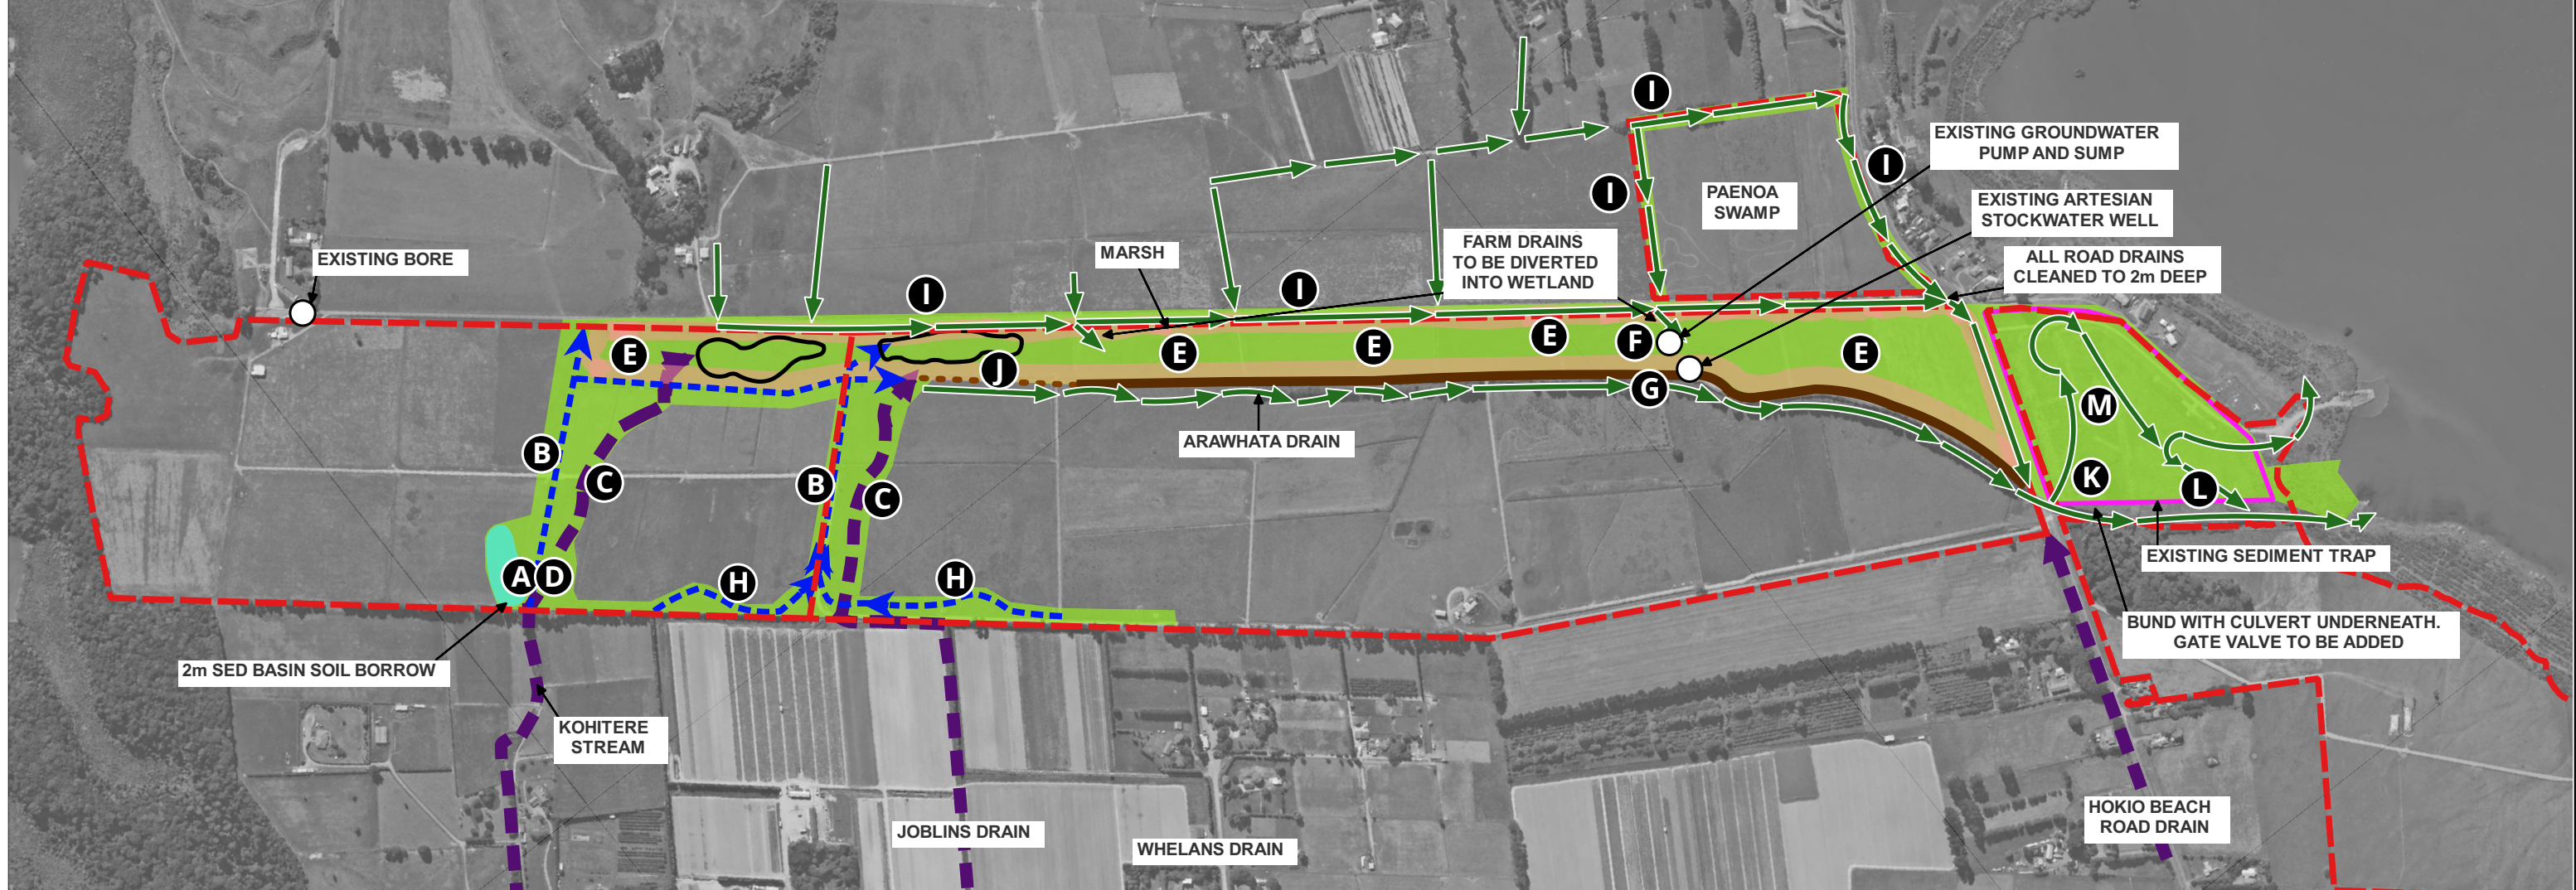 I
EXISTING GROUNDWATER
PUMP AND SUMP
I
I
PAENOA
SWAMP
EXISTING ARTESIAN
STOCKWATER WELL
EXISTING BORE
MARSH
FARM DRAINS
TO BE DIVERTED
INTO WETLAND
ALL ROAD DRAINS
CLEANED TO 2m DEEP
I
I
E
J
E
E
E
F
E
G
M
ARAWHATA DRAIN
B
C
B
C
K
L
A
D
H
H
EXISTING SEDIMENT TRAP
BUND WITH CULVERT UNDERNEATH.
GATE VALVE TO BE ADDED
2m SED BASIN SOIL BORROW
KOHITERE
STREAM
JOBLINS DRAIN
WHELANS DRAIN
HOKIO BEACH
ROAD DRAIN